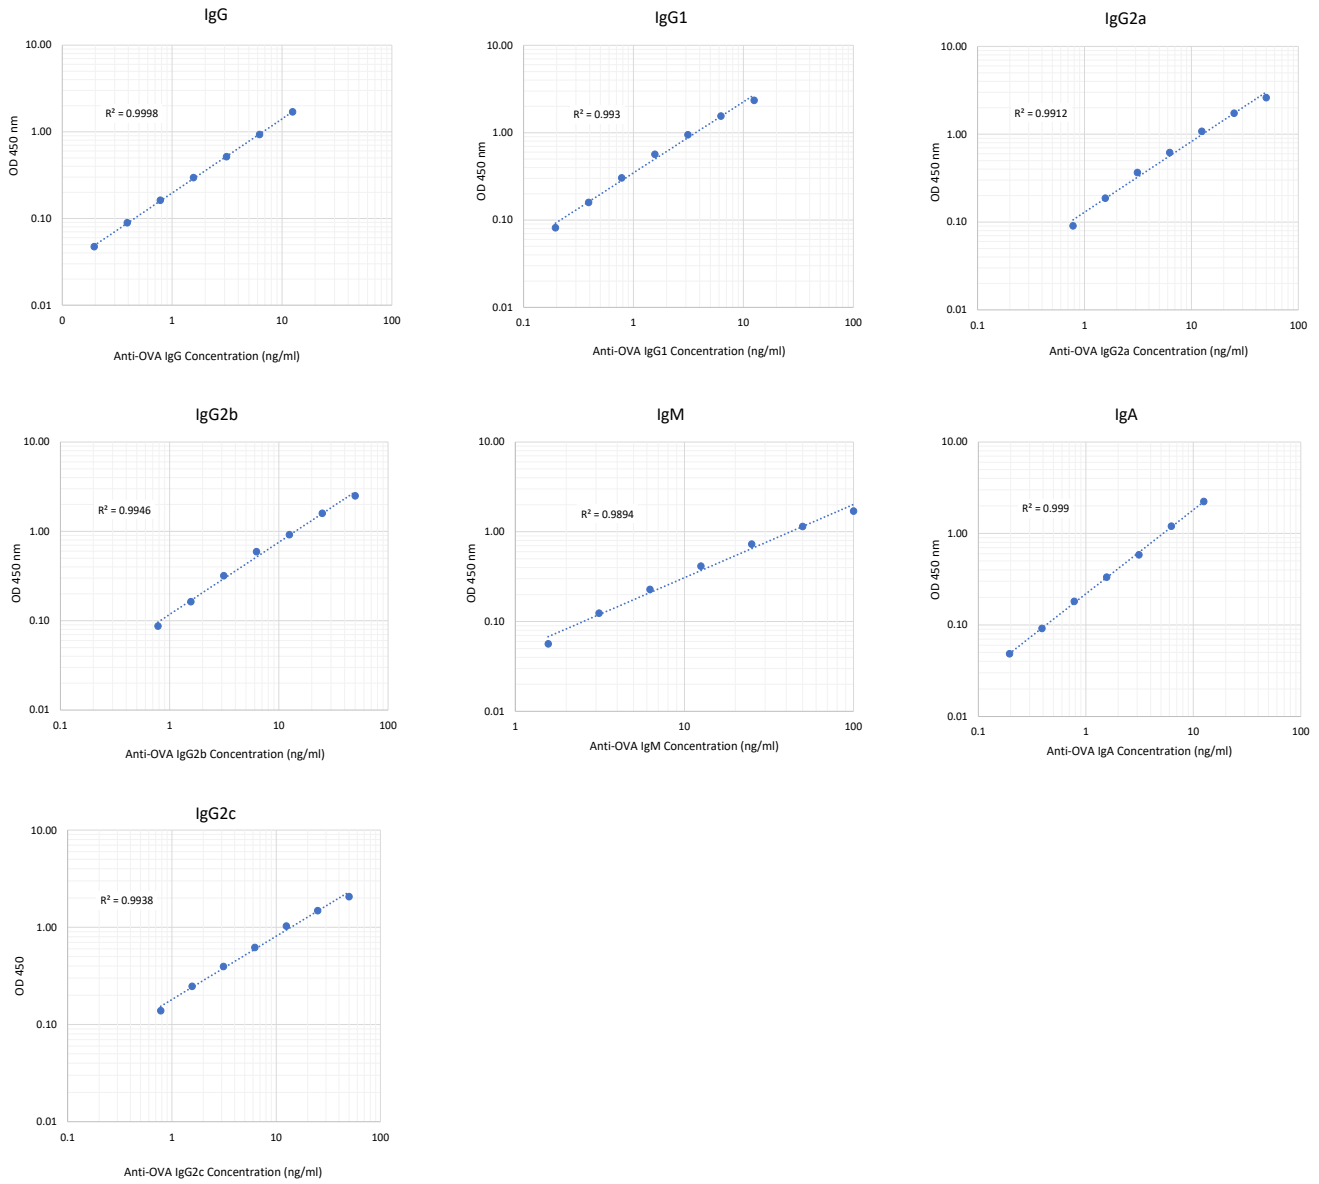 IgG
10.00
1.00
0.10
0.01
0
1
10
100
R² = 0.9998
OD 450 nm
Anti-OVA IgG Concentration (ng/ml)
IgG1
10.00
1.00
0.10
0.01
0.1
1
10
100
R² = 0.993
OD 450 nm
Anti-OVA IgG1 Concentration (ng/ml)
IgG2a
10.00
1.00
0.10
0.01
0.1
1
10
100
R² = 0.9912
OD 450 nm
Anti-OVA IgG2a Concentration (ng/ml)
IgG2b
10.00
1.00
0.10
0.01
0.1
1
10
100
R² = 0.9946
OD 450 nm
Anti-OVA IgG2b Concentration (ng/ml)
IgM
10.00
1.00
0.10
0.01
1
10
100
R² = 0.9894
OD 450 nm
Anti-OVA IgM Concentration (ng/ml)
IgA
10.00
1.00
0.10
0.01
0.1
1
10
100
R² = 0.999
OD 450 nm
Anti-OVA IgA Concentration (ng/ml)
IgG2c
10.00
1.00
0.10
0.01
0.1
1
10
100
R² = 0.9938
OD 450
Anti-OVA IgG2c Concentration (ng/ml)